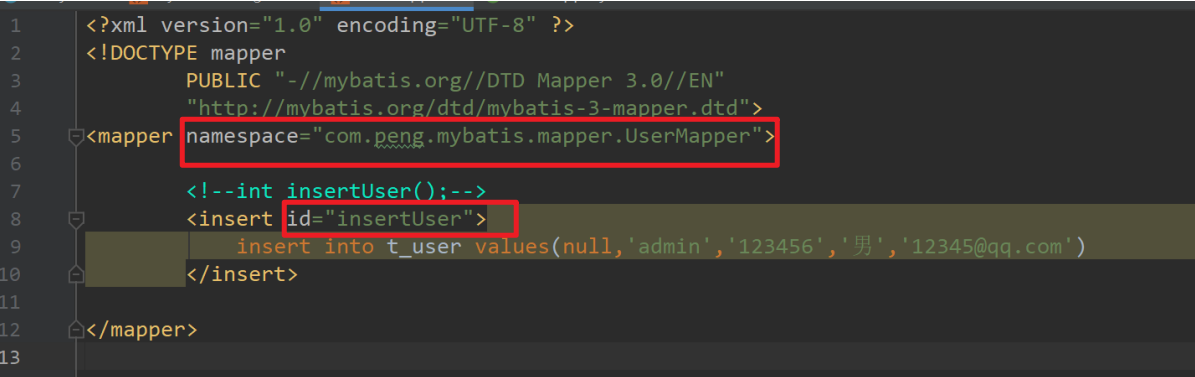 1 <?xml version="1.0" encoding="UTF-8" ?>
2 <!DOCTYPE mapper
3 PUBLIC "-//mybatis.org//DTD Mapper 3.0//EN"
4 "http://mybatis.org/dtd/mybatis-3-mapper.dtd">
5 <mapper namespace="com.peng.mybatis.mapper.UserMapper">
6
7 <!--int insertUser();-->
8 <insert id="insertUser">
9 insert into t_user values(null,'admin','123456','男','12345@qq.com')
10 </insert>
11
12 </mapper>
13